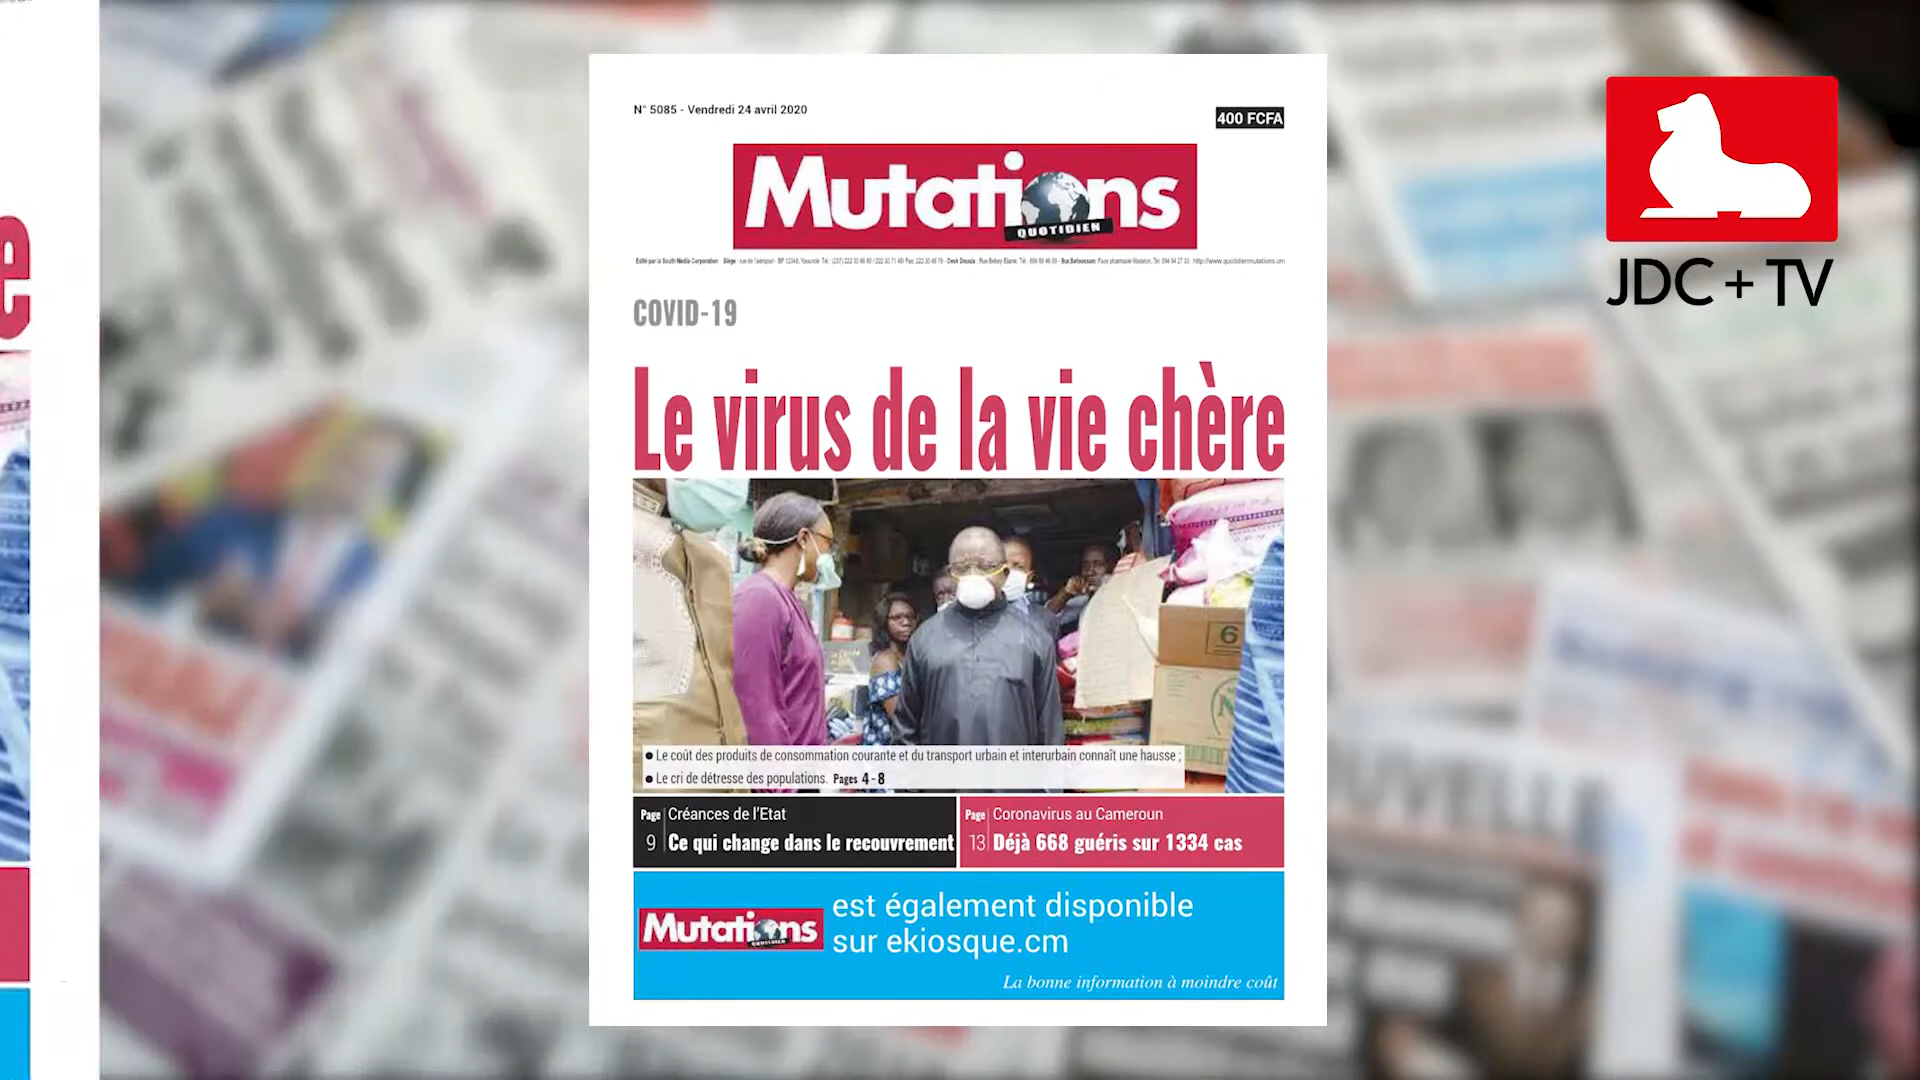 N° 5085 - Vendredi 24 avril 2020
400 FCFA
Mutations
QUOTIDIEN
JDC + TV
COVID-19
Le virus de la vie chère
e
• Le coût des produits de consommation courante et du transport urbain et interurbain connaît une hausse ;
• Le cri de détresse des populations. Pages 4 - 8
Page 9 Créances de l'Etat
Ce qui change dans le recouvrement
Page 13 Coronavirus au Cameroun
Déjà 668 guéris sur 1334 cas
Mutations QUOTIDIEN
est également disponible
sur ekiosque.cm
La bonne information à moindre coût